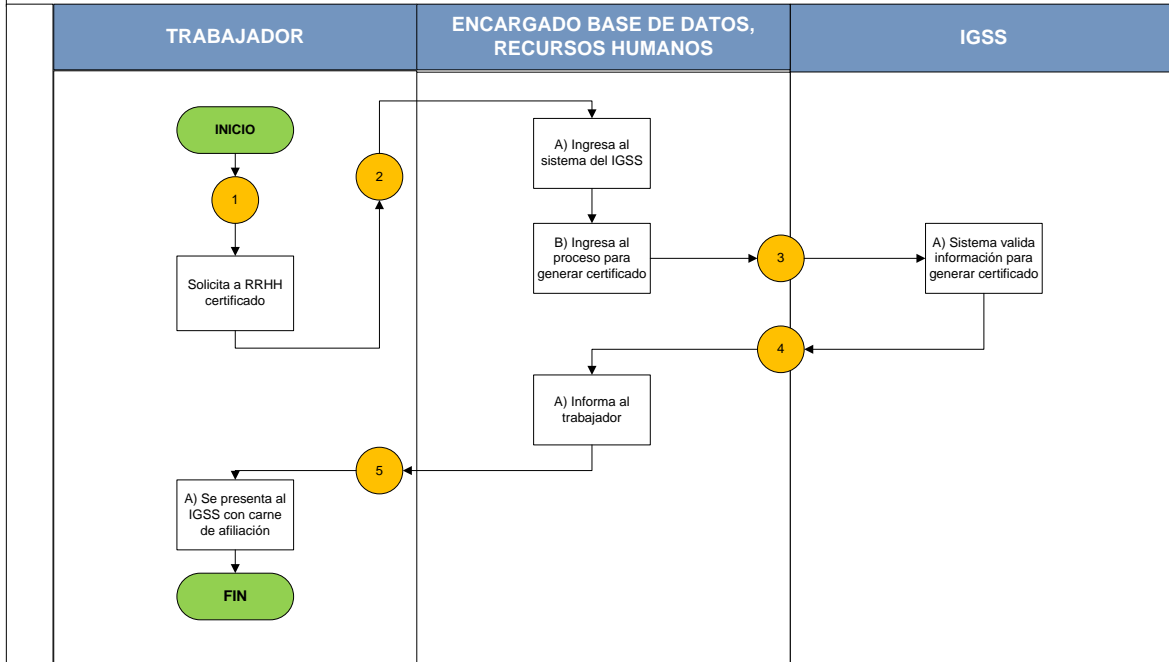 TRABAJADOR
ENCARGADO BASE DE DATOS,
RECURSOS HUMANOS
IGSS
INICIO
1
Solicita a RRHH
certificado
2
A) Ingresa al
sistema del IGSS
B) Ingresa al
proceso para
generar certificado
3
A) Sistema valida
información para
generar certificado
4
A) Informa al
trabajador
5
A) Se presenta al
IGSS con carne
de afiliación
FIN